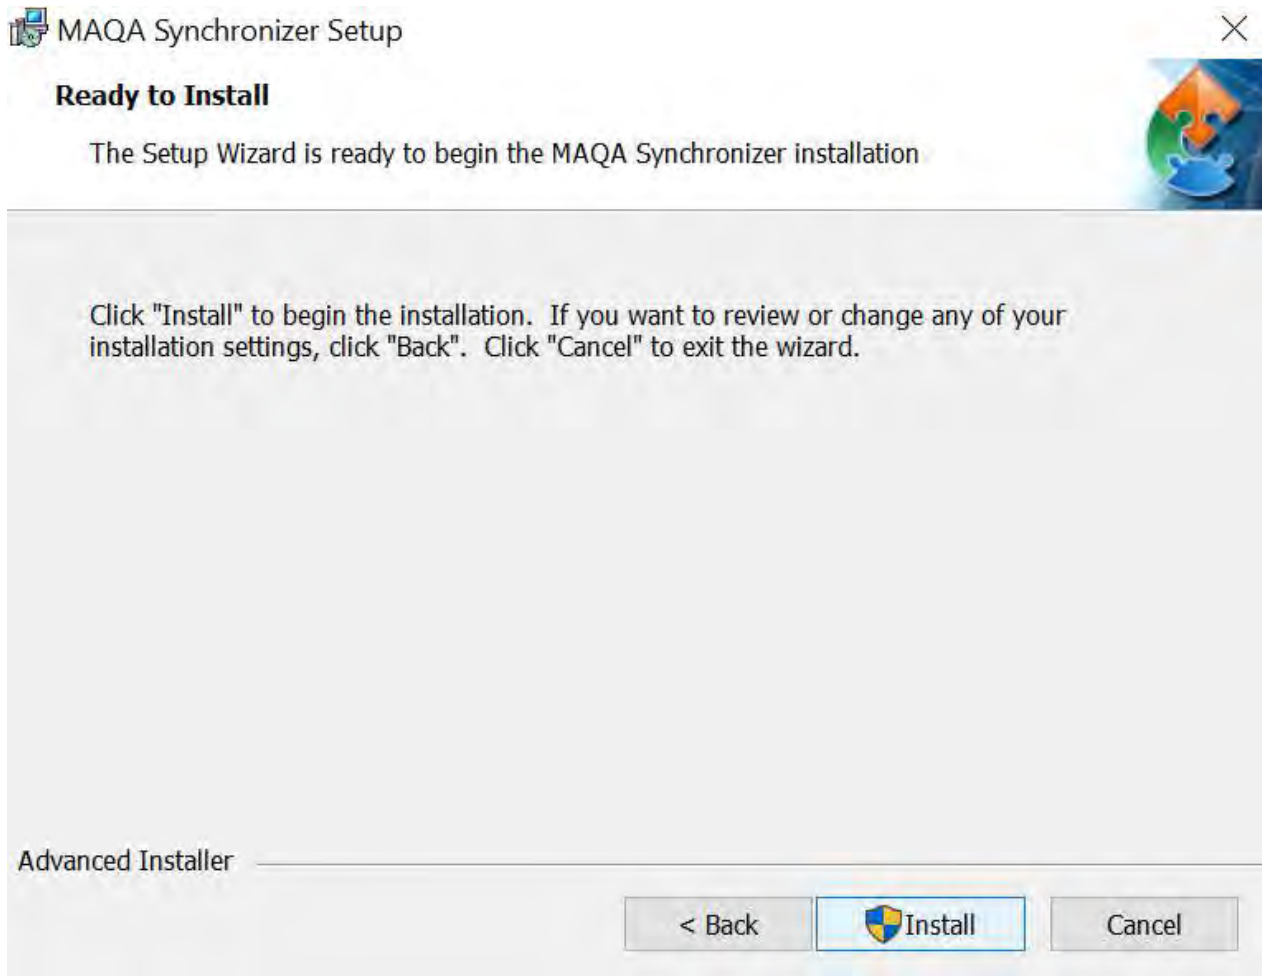 MAQA Synchronizer Setup
Ready to Install
The Setup Wizard is ready to begin the MAQA Synchronizer installation
Click "Install" to begin the installation.  If you want to review or change any of your
installation settings, click "Back".  Click "Cancel" to exit the wizard.
Advanced Installer
< Back
Install
Cancel